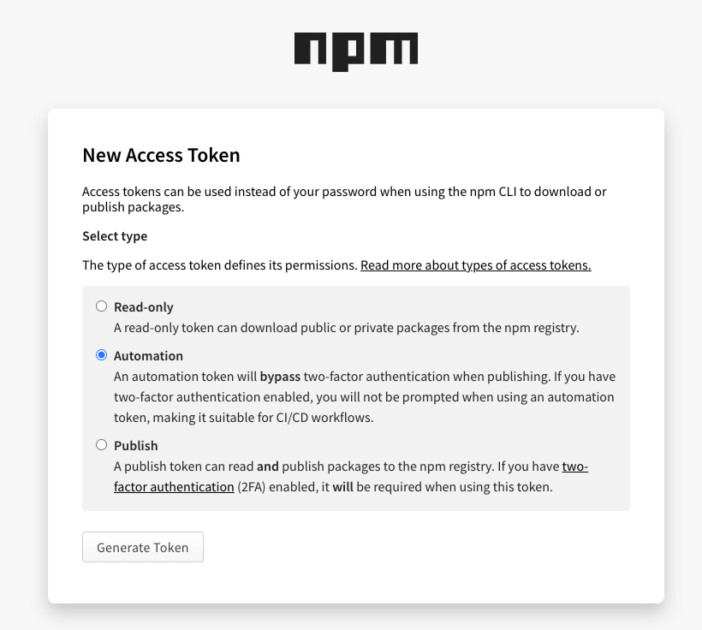 npm
New Access Token
Access tokens can be used instead of your password when using the npm CLI to download or
publish packages.
Select type
The type of access token defines its permissions. Read more about types of access tokens.
Read-only
A read-only token can download public or private packages from the npm registry.
Automation
An automation token will bypass two-factor authentication when publishing. If you have
two-factor authentication enabled, you will not be prompted when using an automation
token, making it suitable for CI/CD workflows.
Publish
A publish token can read and publish packages to the npm registry. If you have two-
factor authentication (2FA) enabled, it will be required when using this token.
Generate Token